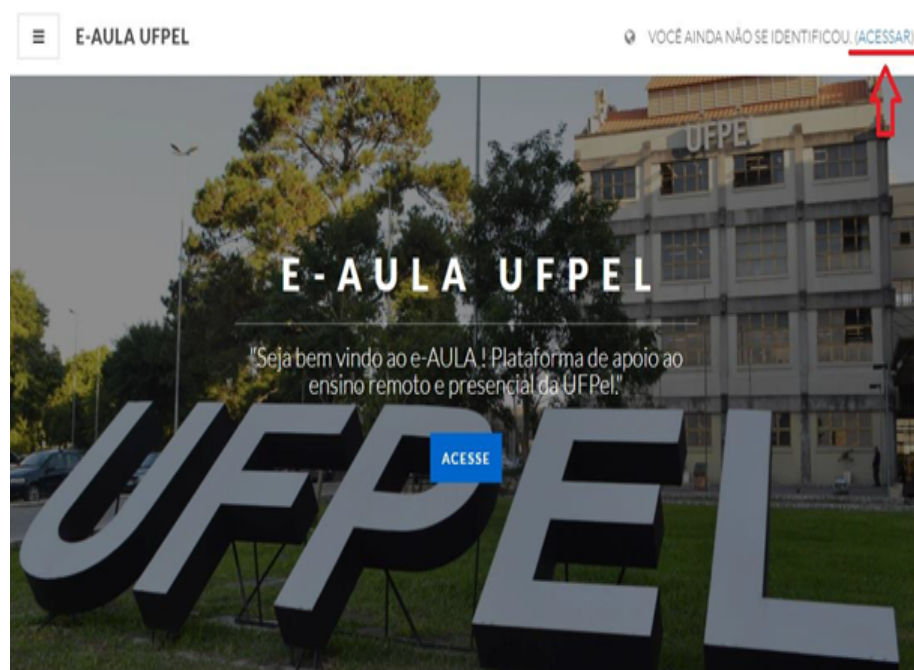 E-AULA UFPEL
VOCÊ AINDA NÃO SE IDENTIFICOU. (ACESSAR)
UFPEL
E-AULA UFPEL
"Seja bem vindo ao e-AULA ! Plataforma de apoio ao
ensino remoto e presencial da UFPel."
ACESSE
UFPEL